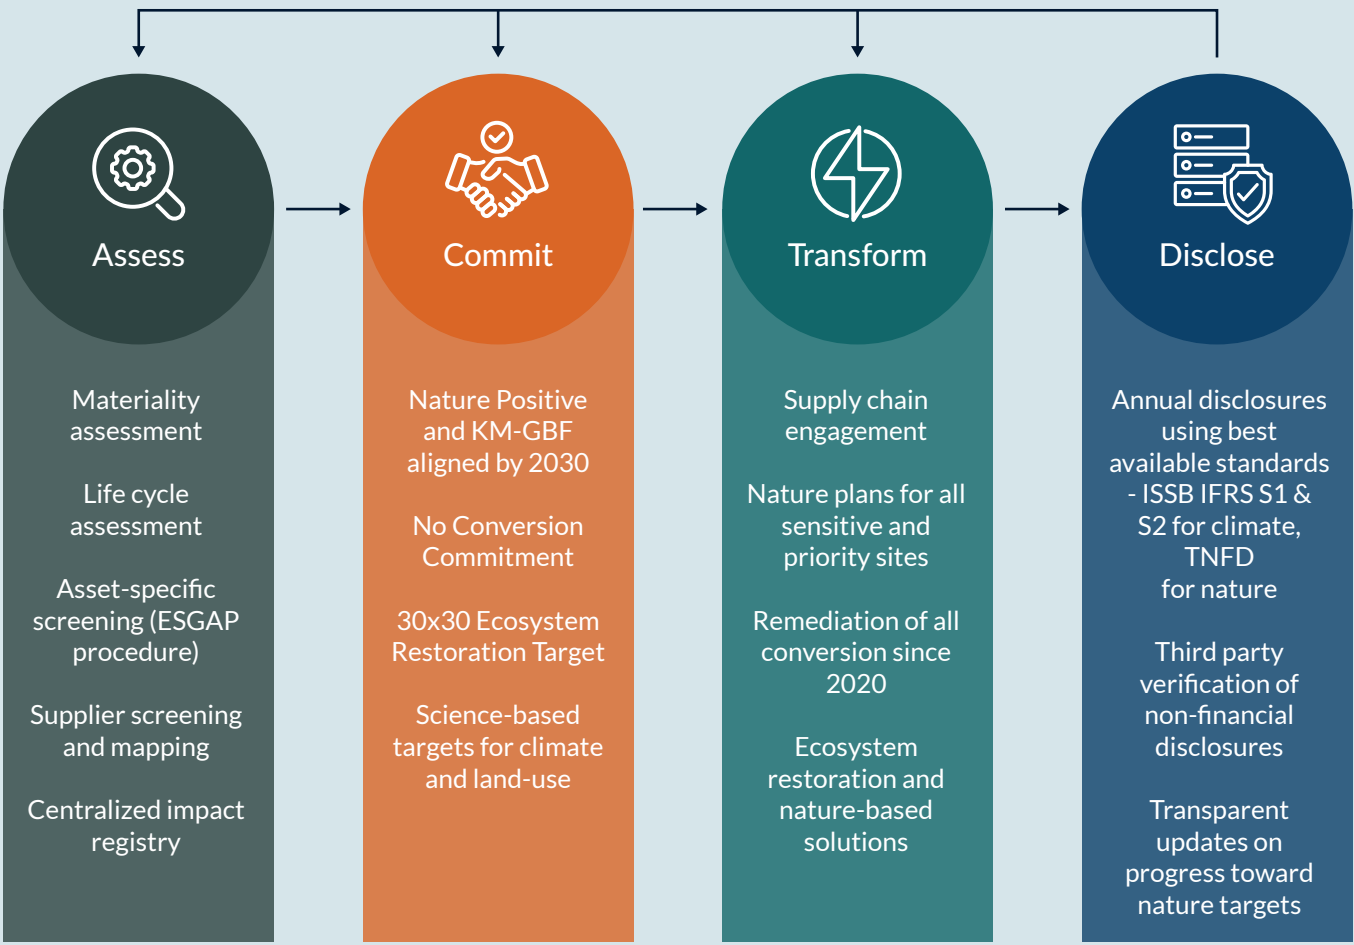 Assess
Materiality
assessment
Life cycle
assessment
Asset-specific
screening (ESGAP
procedure)
Supplier screening
and mapping
Centralized impact
registry
Commit
Nature Positive
and KM-GBF
aligned by 2030
No Conversion
Commitment
30x30 Ecosystem
Restoration Target
Science-based
targets for climate
and land-use
Transform
Supply chain
engagement
Nature plans for all
sensitive and
priority sites
Remediation of all
conversion since
2020
Ecosystem
restoration and
nature-based
solutions
Disclose
Annual disclosures
using best
available standards
- ISSB IFRS S1 &
S2 for climate,
TNFD
for nature
Third party
verification of
non-financial
disclosures
Transparent
updates on
progress toward
nature targets